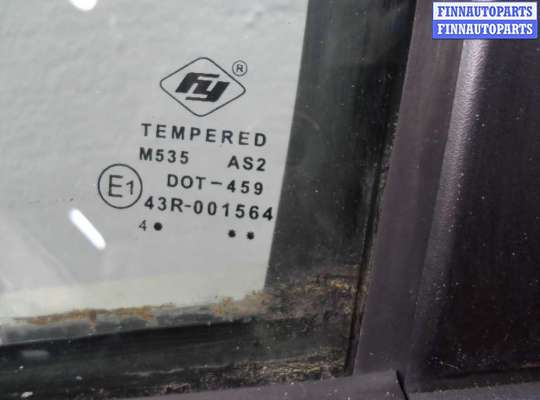 FINNAUTOPARTS
FINNAUTOPARTS
FY ®
TEMPERED
M535 AS2
E1 DOT-459
43R-001564
4